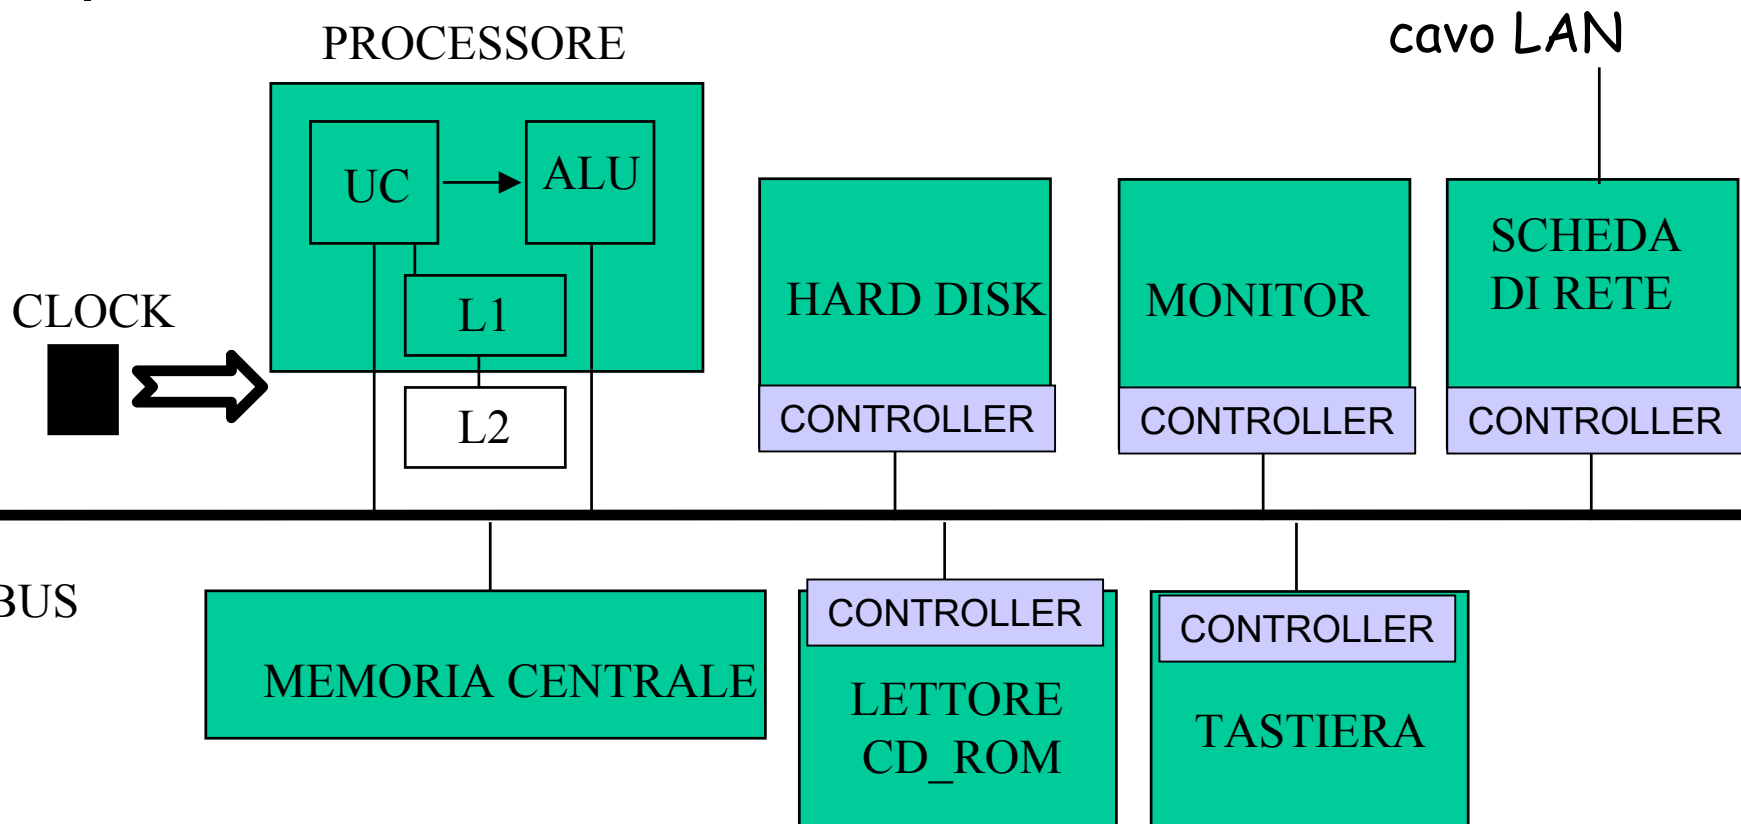 cavo LAN
PROCESSORE
UC
ALU
SCHEDA
DI RETE
HARD DISK
MONITOR
CLOCK
L1
L2
CONTROLLER
CONTROLLER
CONTROLLER
BUS
CONTROLLER
CONTROLLER
MEMORIA CENTRALE
LETTORE
CD_ROM
TASTIERA